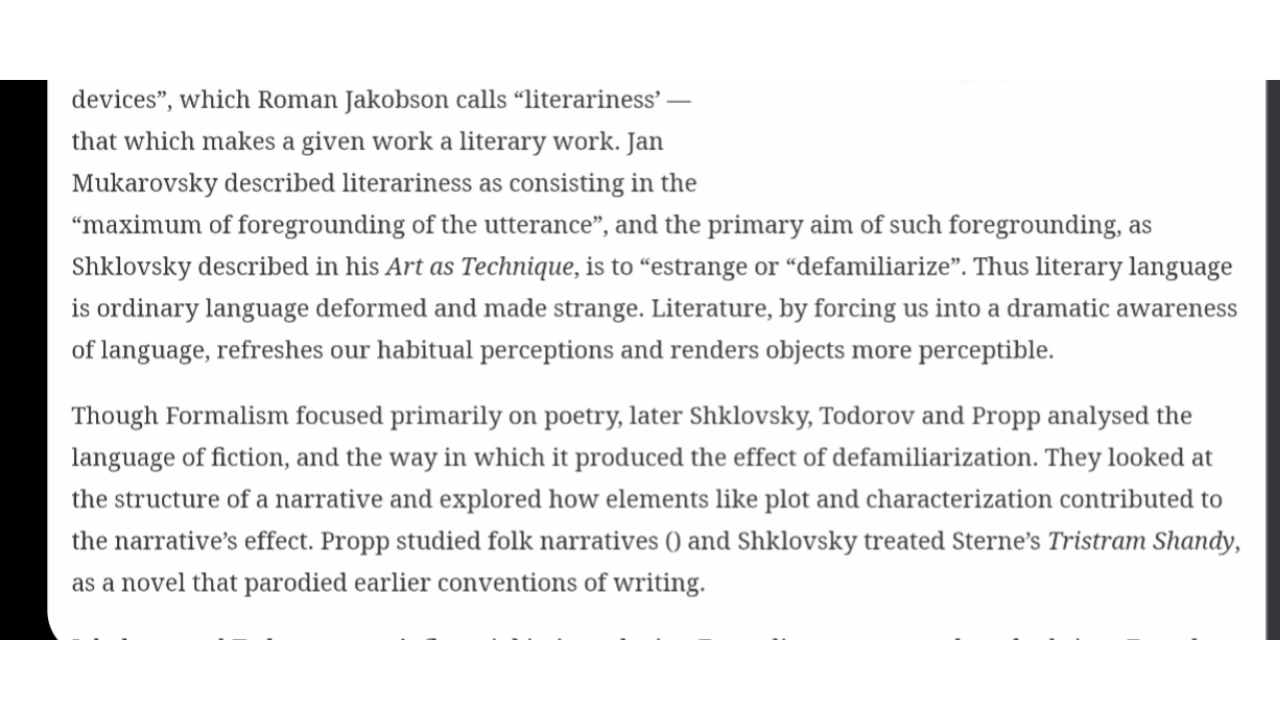 devices”, which Roman Jakobson calls “literariness’ —
that which makes a given work a literary work. Jan
Mukarovsky described literariness as consisting in the
“maximum of foregrounding of the utterance”, and the primary aim of such foregrounding, as
Shklovsky described in his Art as Technique, is to “estrange or “defamiliarize”. Thus literary language
is ordinary language deformed and made strange. Literature, by forcing us into a dramatic awareness
of language, refreshes our habitual perceptions and renders objects more perceptible.
Though Formalism focused primarily on poetry, later Shklovsky, Todorov and Propp analysed the
language of fiction, and the way in which it produced the effect of defamiliarization. They looked at
the structure of a narrative and explored how elements like plot and characterization contributed to
the narrative’s effect. Propp studied folk narratives () and Shklovsky treated Sterne’s Tristram Shandy,
as a novel that parodied earlier conventions of writing.